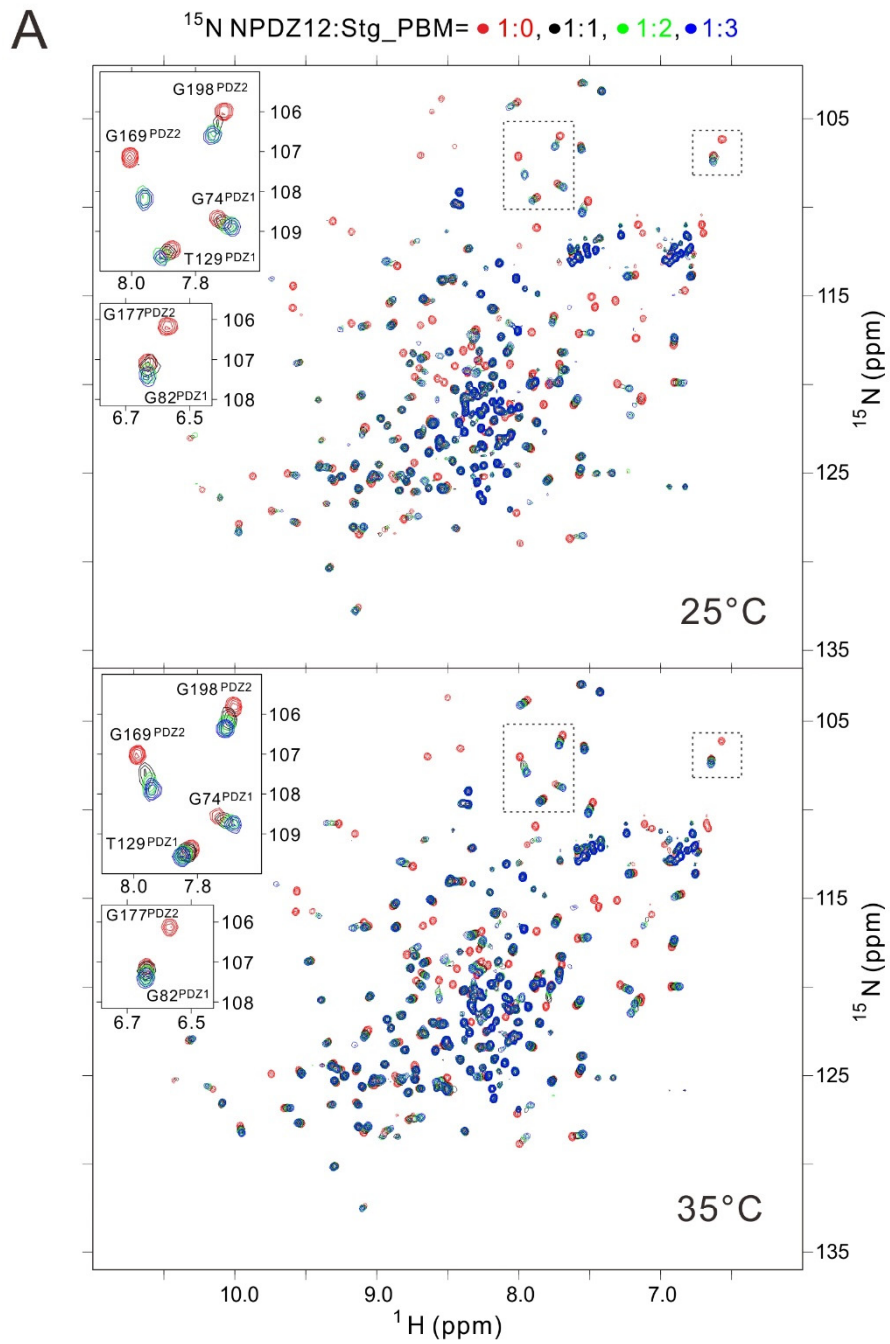 A
¹⁵N NPDZ12:Stg_PBM= ● 1:0, ● 1:1, ● 1:2, ● 1:3
G198 PDZ2
106
G169 PDZ2
107
108
G74 PDZ1
109
T129 PDZ1
8.0 7.8
G177 PDZ2
106
107
108
G82 PDZ1
6.7 6.5
105
115
125
135
¹⁵N (ppm)
25°C
G198 PDZ2
106
G169 PDZ2
107
108
G74 PDZ1
109
T129 PDZ1
8.0 7.8
G177 PDZ2
106
107
G82 PDZ1
108
6.7 6.5
105
115
125
135
¹⁵N (ppm)
35°C
10.0 9.0 8.0 7.0
¹H (ppm)